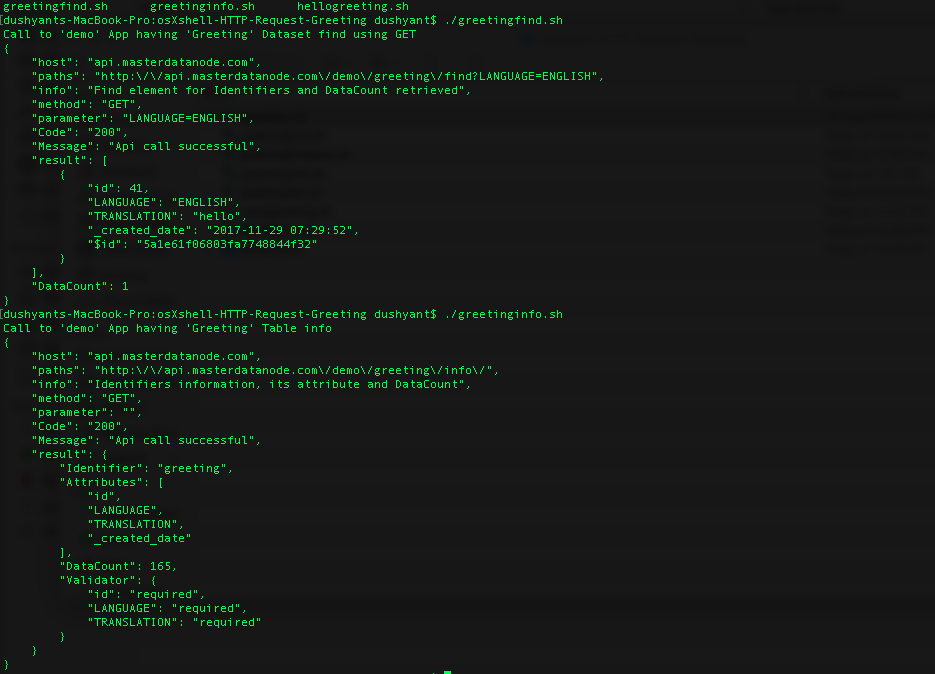 greetingfind.sh greetinginfo.sh hellogreeting.sh
[dushyants-MacBook-Pro:osXshell-HTTP-Request-Greeting dushyant$ ./greetingfind.sh
Call to 'demo' App having 'Greeting' Dataset find using GET
{
"host": "api.masterdatanode.com",
"paths": "http:\/\/api.masterdatanode.com\/demo\/greeting\/find?LANGUAGE=ENGLISH",
"info": "Find element for Identifiers and DataCount retrieved",
"method": "GET",
"parameter": "LANGUAGE=ENGLISH",
"Code": "200",
"Message": "Api call successful",
"result": [
{
"id": 41,
"LANGUAGE": "ENGLISH",
"TRANSLATION": "hello",
"_created_date": "2017-11-29 07:29:52",
"$id": "5a1e61f06803fa7748844f32"
}
],
"DataCount": 1
}
[dushyants-MacBook-Pro:osXshell-HTTP-Request-Greeting dushyant$ ./greetinginfo.sh
Call to 'demo' App having 'Greeting' Table info
{
"host": "api.masterdatanode.com",
"paths": "http:\/\/api.masterdatanode.com\/demo\/greeting\/info\/",
"info": "Identifiers information, its attribute and DataCount",
"method": "GET",
"parameter": "",
"Code": "200",
"Message": "Api call successful",
"result": {
"Identifier": "greeting",
"Attributes": [
"id",
"LANGUAGE",
"TRANSLATION",
"_created_date"
],
"DataCount": 165,
"Validator": {
"id": "required",
"LANGUAGE": "required",
"TRANSLATION": "required"
}
}
}